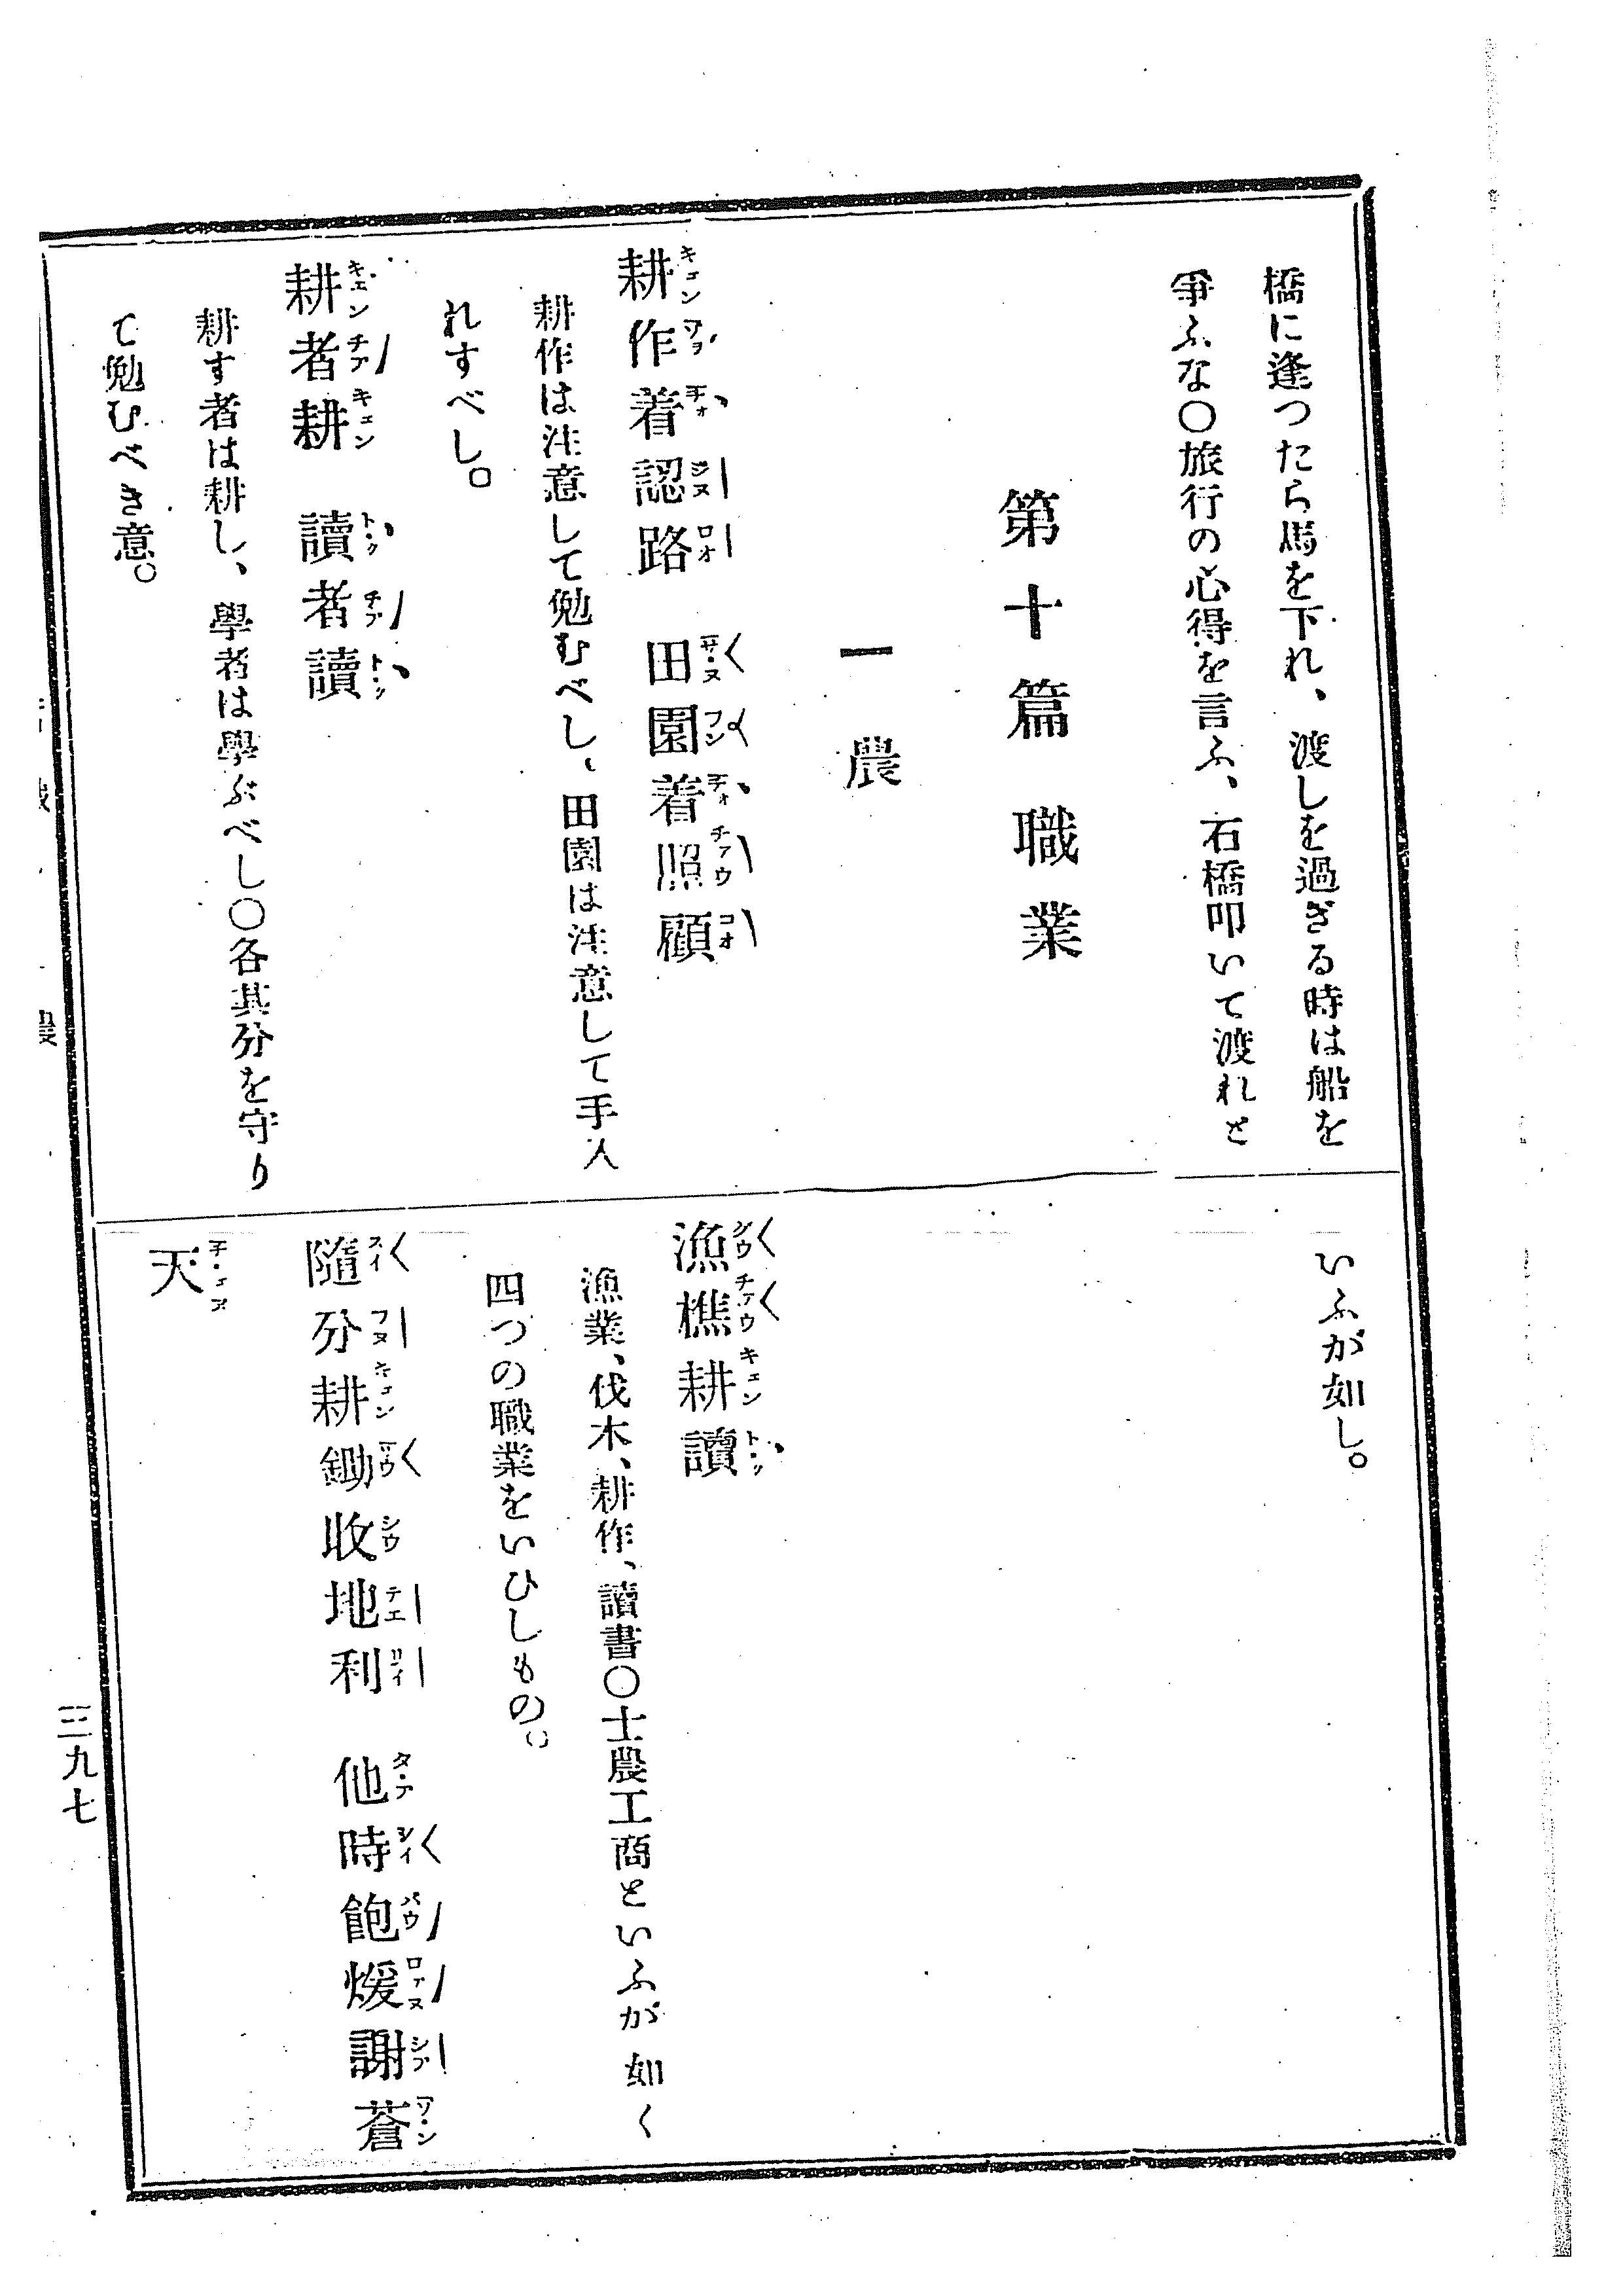 橋に逢つたら馬を下れ、渡しを過ぎる時は船を
爭ふな〇旅行の心得を言ふ、石橋叩いて渡れと
いふが如し。
第十篇 職業
一 農
耕作着認路 田園着照顧
耕作は注意して勉むべし、田園は注意して手入
れすべし。
耕者耕 讀者讀
耕す者は耕し、學者は學ぶべし〇各其分を守り
て勉むべき意。
漁樵耕讀
漁業、伐木、耕作、讀書〇士農工商といふが如く
四つの職業をいひしもの。
隨分耕鋤收地利 他時飽煖謝蒼
天
三九七